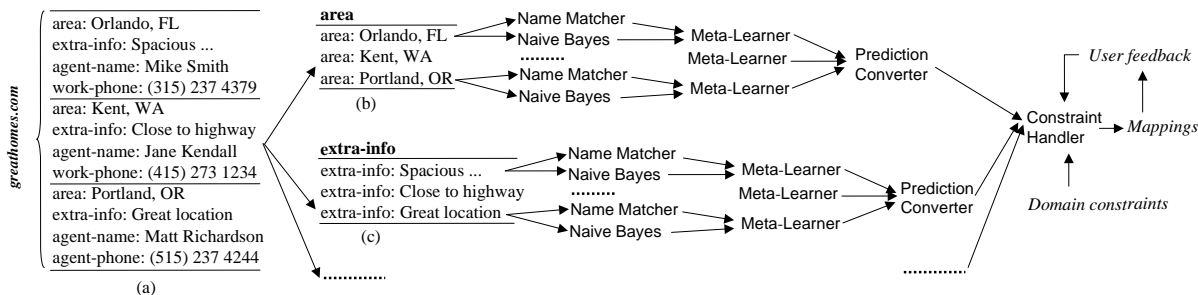 greathomes.com
area: Orlando, FL
extra-info: Spacious ...
agent-name: Mike Smith
work-phone: (315) 237 4379
area: Kent, WA
extra-info: Close to highway
agent-name: Jane Kendall
work-phone: (415) 273 1234
area: Portland, OR
extra-info: Great location
agent-name: Matt Richardson
agent-phone: (515) 237 4244
(a)
area
area: Orlando, FL
area: Kent, WA
area: Portland, OR
(b)
Name Matcher
Naive Bayes
.........
Name Matcher
Naive Bayes
Meta-Learner
Meta-Learner
Meta-Learner
Prediction
Converter
extra-info
extra-info: Spacious ...
extra-info: Close to highway
extra-info: Great location
(c)
Name Matcher
Naive Bayes
.........
Name Matcher
Naive Bayes
Meta-Learner
Meta-Learner
Meta-Learner
Prediction
Converter
.............
.............
User feedback
Constraint
Handler
Mappings
Domain constraints